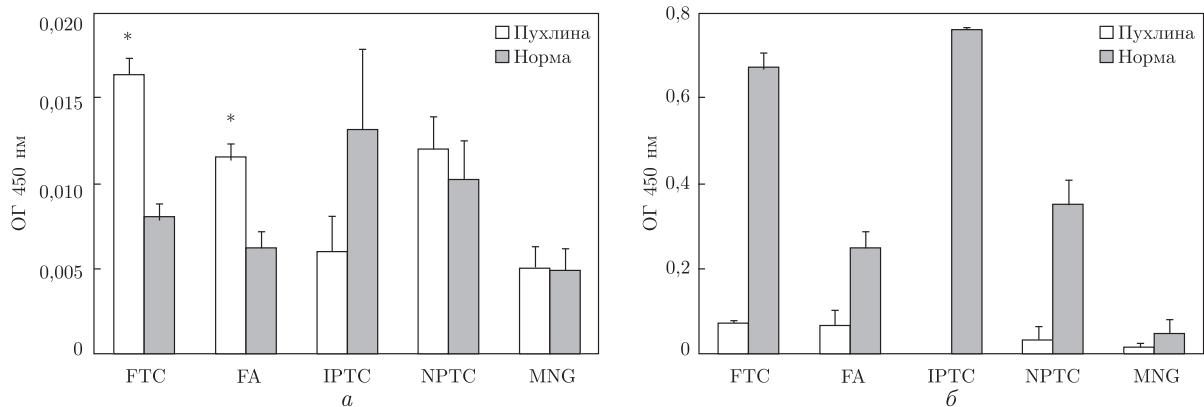 0,020
0,015
0,010
0,005
0
ОГ 450 нм
* *
Пухлина
Норма
FTC FA IPTC NPTC MNG
а
0,8
0,6
0,4
0,2
0
ОГ 450 нм
Пухлина
Норма
FTC FA IPTC NPTC MNG
б